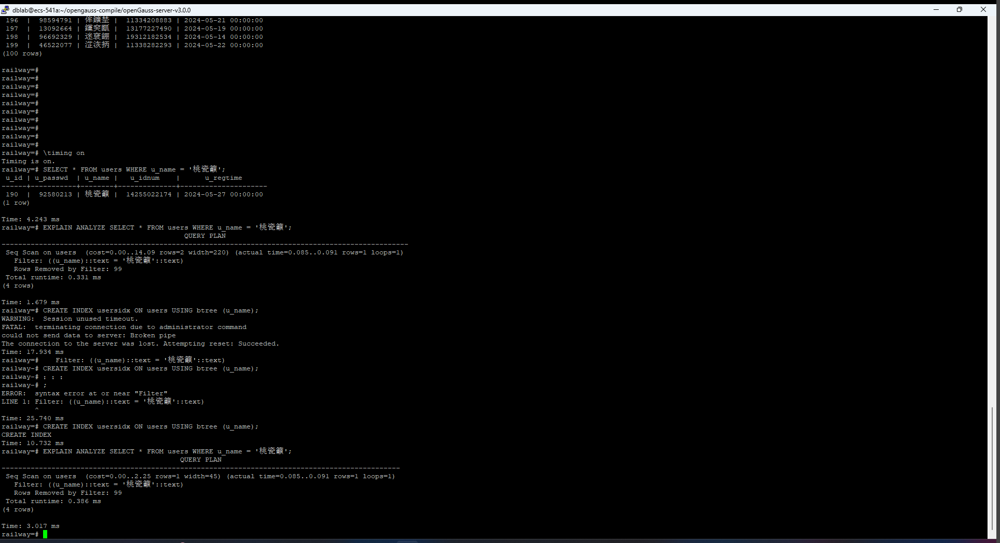 dblab@ecs-541a:~/opengauss-compile/openGauss-server-v3.0.0
196 | 98594791 | 侔鑛埜 | 11334208883 | 2024-05-21 00:00:00
197 | 13092664 | | 13177227490 | 2024-05-19 00:00:00
198 | 96692329 | | 19312182534 | 2024-05-14 00:00:00
199 | 46522077 | | 11338282293 | 2024-05-22 00:00:00
(100 rows)
railway=#
railway=#
railway=#
railway=#
railway=#
railway=#
railway=#
railway=#
railway=#
railway=#
railway=# \timing on
Timing is on.
railway=# SELECT * FROM users WHERE u_name = '桃瓷籲';
u_id | u_passwd | u_name | u_idnum | u_regtime
------+-----------+--------+--------------+---------------------
190 | 92580213 | 桃瓷籲 | 14255022174 | 2024-05-27 00:00:00
(1 row)
Time: 4.243 ms
railway=# EXPLAIN ANALYZE SELECT * FROM users WHERE u_name = '桃瓷籲';
QUERY PLAN
--------------------------------------------------------------------------------------------------
Seq Scan on users (cost=0.00..14.09 rows=2 width=220) (actual time=0.085..0.091 rows=1 loops=1)
Filter: ((u_name)::text = '桃瓷籲'::text)
Rows Removed by Filter: 99
Total runtime: 0.331 ms
(4 rows)
Time: 1.679 ms
railway=# CREATE INDEX usersidx ON users USING btree (u_name);
WARNING: Session unused timeout.
FATAL: terminating connection due to administrator command
could not send data to server: Broken pipe
The connection to the server was lost. Attempting reset: Succeeded.
Time: 17.934 ms
railway=# Filter: ((u_name)::text = '桃瓷籲'::text)
railway-# CREATE INDEX usersidx ON users USING btree (u_name);
railway-# ; ; ;
railway-# ;
ERROR: syntax error at or near "Filter"
LINE 1: Filter: ((u_name)::text = '桃瓷籲'::text)
^
Time: 25.740 ms
railway=# CREATE INDEX usersidx ON users USING btree (u_name);
CREATE INDEX
Time: 10.732 ms
railway=# EXPLAIN ANALYZE SELECT * FROM users WHERE u_name = '桃瓷籲';
QUERY PLAN
------------------------------------------------------------------------------------------------
Seq Scan on users (cost=0.00..2.25 rows=1 width=45) (actual time=0.085..0.091 rows=1 loops=1)
Filter: ((u_name)::text = '桃瓷籲'::text)
Rows Removed by Filter: 99
Total runtime: 0.386 ms
(4 rows)
Time: 3.017 ms
railway=#